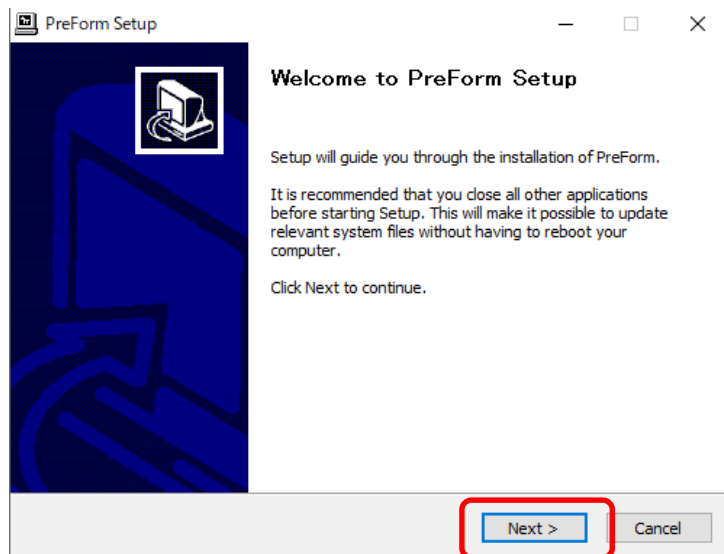 PreForm Setup
Welcome to PreForm Setup
Setup will guide you through the installation of PreForm.
It is recommended that you close all other applications
before starting Setup. This will make it possible to update
relevant system files without having to reboot your
computer.
Click Next to continue.
Next >
Cancel